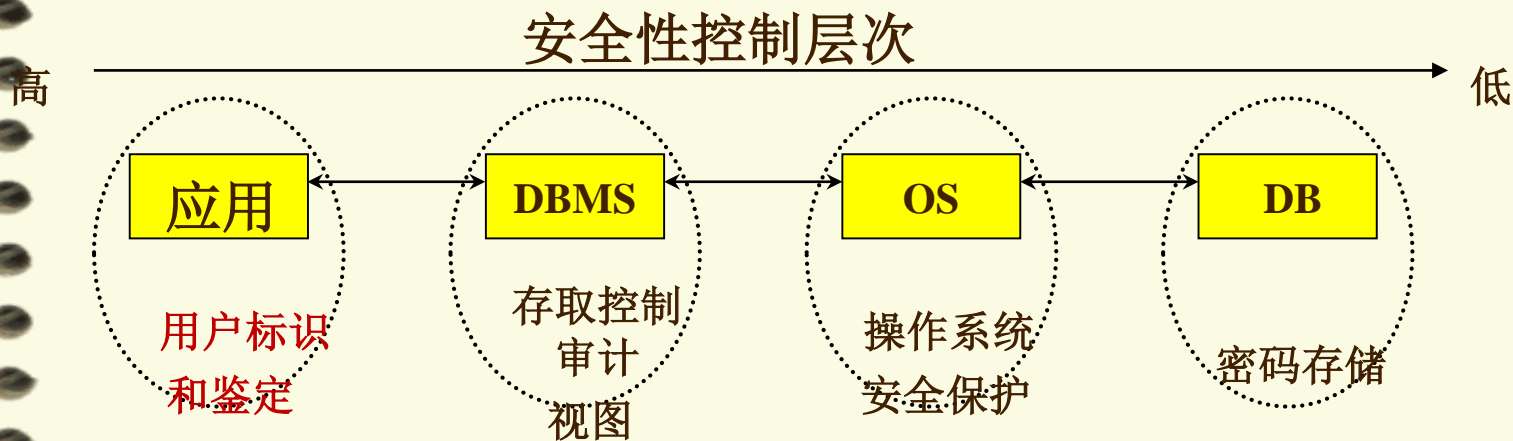 安全性控制层次
高
低
应用
DBMS
OS
DB
用户标识
和鉴定
存取控制
审计
视图
操作系统
安全保护
密码存储